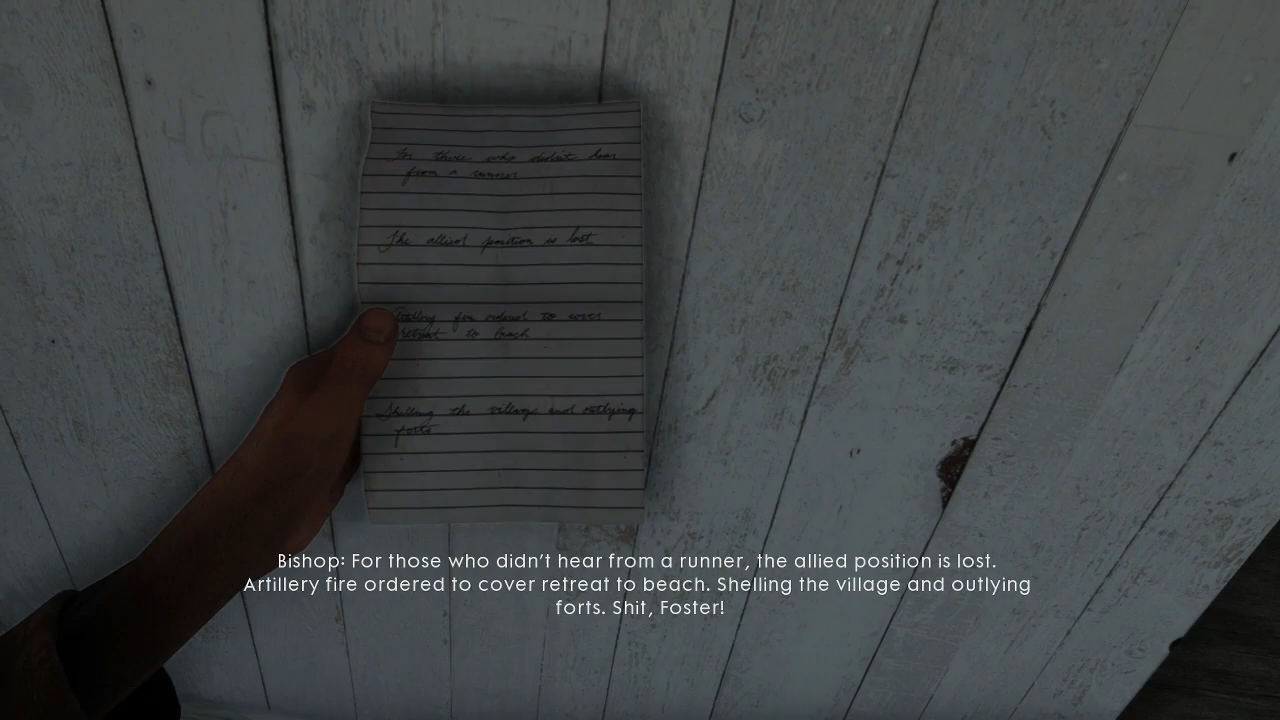 For those who didn't hear
from a runner
The allied position is lost
Artillery fire ordered to cover
retreat to beach
Shelling the village and outlying
forts
Bishop: For those who didn’t hear from a runner, the allied position is lost.
Artillery fire ordered to cover retreat to beach. Shelling the village and outlying
forts. Shit, Foster!